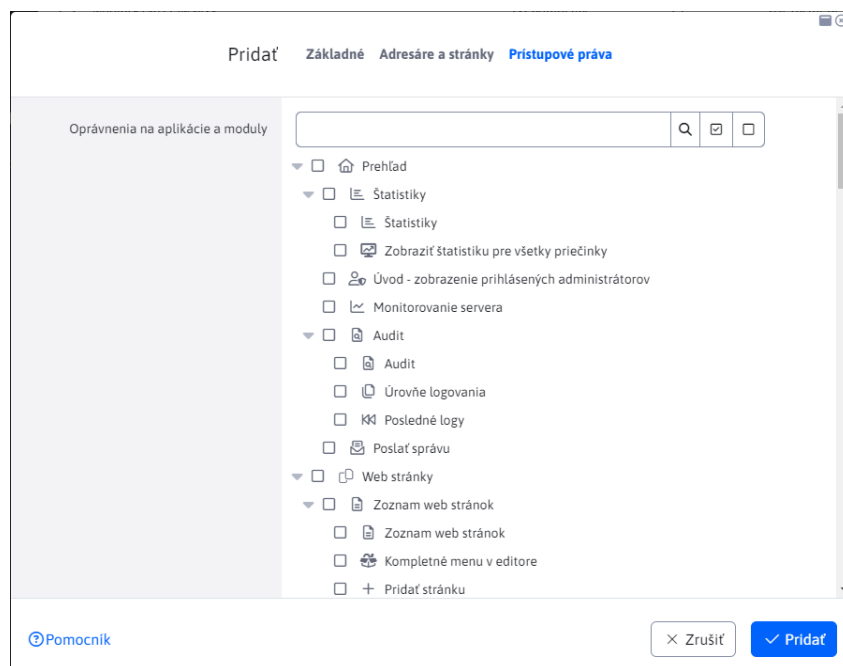 Pridať Základné Adresáre a stránky Prístupové práva
Oprávnenia na aplikácie a moduly
Prehľad
Štatistiky
Štatistiky
Zobraziť štatistiku pre všetky priečinky
Úvod - zobrazenie prihlásených administrátorov
Monitorovanie servera
Audit
Audit
Úrovňe logovania
Posledné logy
Poslať správu
Web stránky
Zoznam web stránok
Zoznam web stránok
Kompletné menu v editore
Pridať stránku
Pomocník Zrušiť Pridať